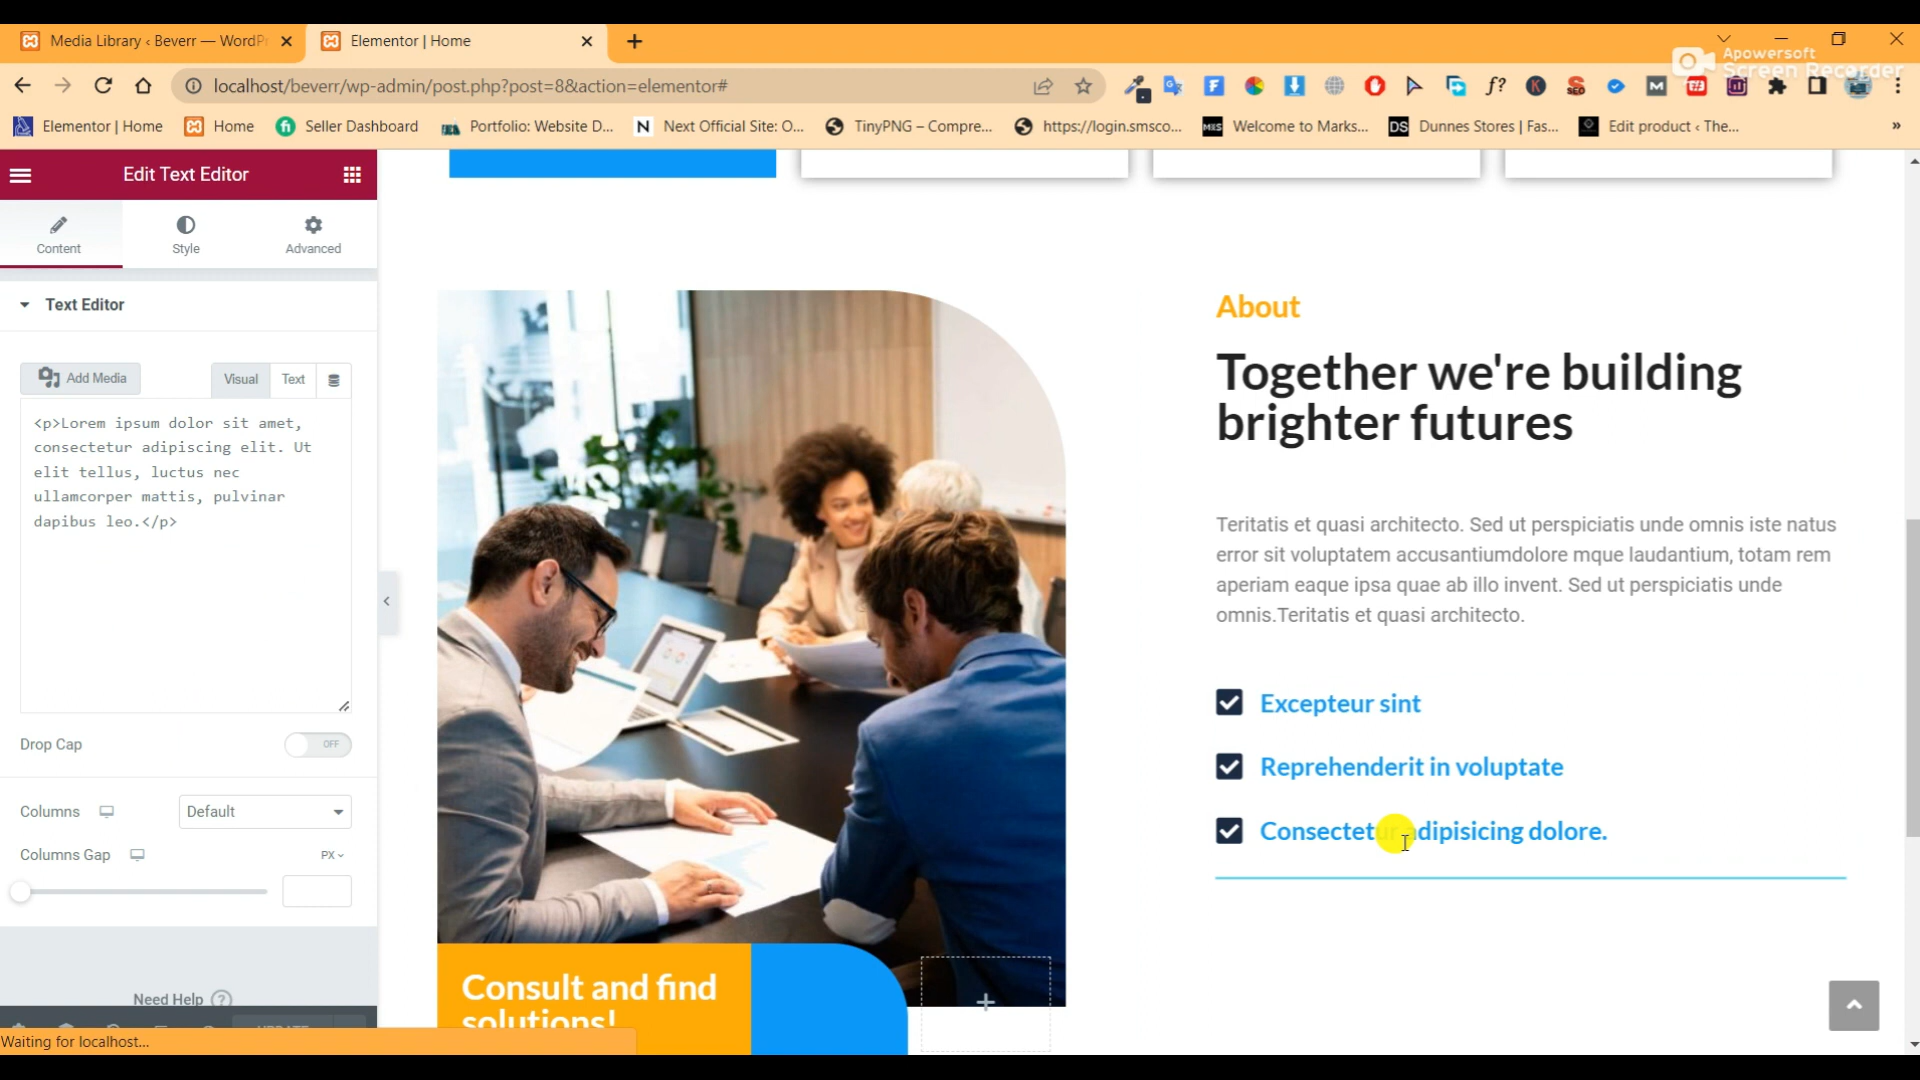 Media Library ‹ Beverr — WordPr
Elementor | Home
Apowersoft
Screen Recorder
localhost/beverr/wp-admin/post.php?post=8&action=elementor#
Elementor | Home
Home
Seller Dashboard
Portfolio: Website D...
Next Official Site: O...
TinyPNG – Compre...
https://login.smsco...
Welcome to Marks...
Dunnes Stores | Fas...
Edit product ‹ The...
»
Edit Text Editor
Content
Style
Advanced
Text Editor
Add Media
Visual
Text
<p>Lorem ipsum dolor sit amet,
consectetur adipiscing elit. Ut
elit tellus, luctus nec
ullamcorper mattis, pulvinar
dapibus leo.</p>
Drop Cap
OFF
Columns
Default
Columns Gap
PX
Need Help
Waiting for localhost...
About
Together we're building
brighter futures
Teritatis et quasi architecto. Sed ut perspiciatis unde omnis iste natus
error sit voluptatem accusantiumdolore mque laudantium, totam rem
aperiam eaque ipsa quae ab illo invent. Sed ut perspiciatis unde
omnis.Teritatis et quasi architecto.
Excepteur sint
Reprehenderit in voluptate
Consectetur adipisicing dolore.
Consult and find
solutions!